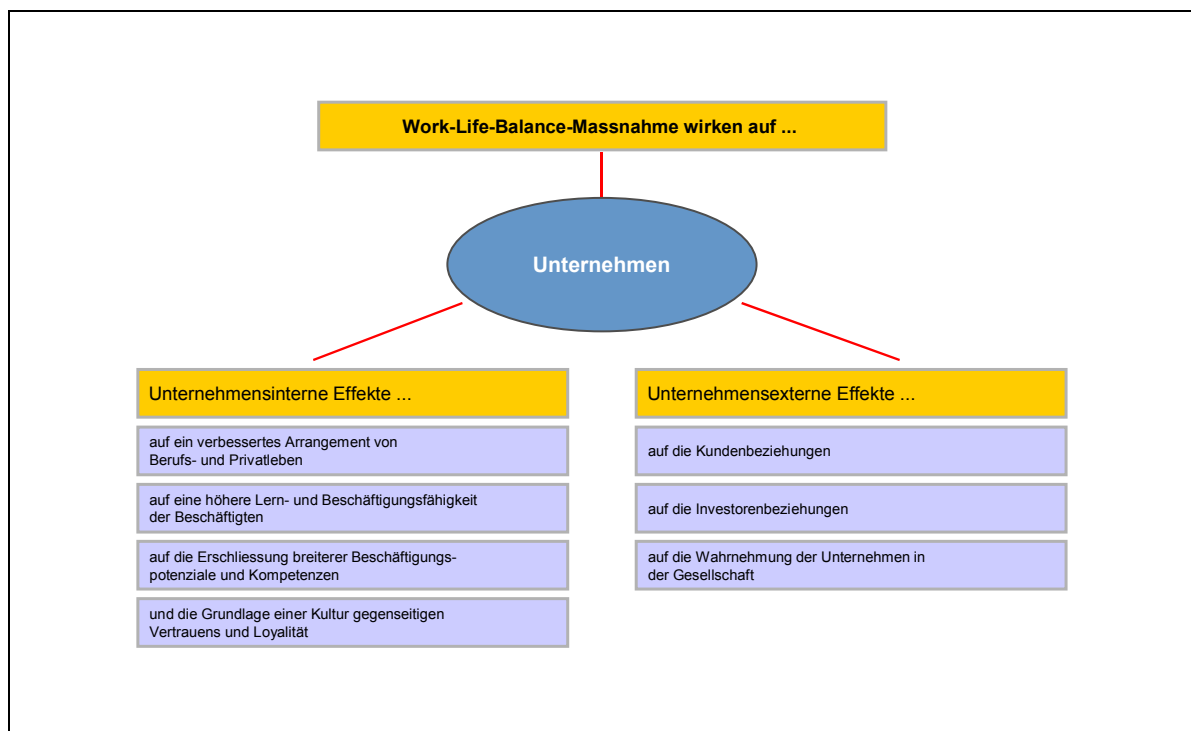 Work-Life-Balance-Massnahme wirken auf ...
Unternehmen
Unternehmensinterne Effekte ...
auf ein verbessertes Arrangement von
Berufs- und Privatleben
auf eine höhere Lern- und Beschäftigungsfähigkeit
der Beschäftigten
auf die Erschliessung breiterer Beschäftigungs-
potenziale und Kompetenzen
und die Grundlage einer Kultur gegenseitigen
Vertrauens und Loyalität
Unternehmensexterne Effekte ...
auf die Kundenbeziehungen
auf die Investorenbeziehungen
auf die Wahrnehmung der Unternehmen in
der Gesellschaft